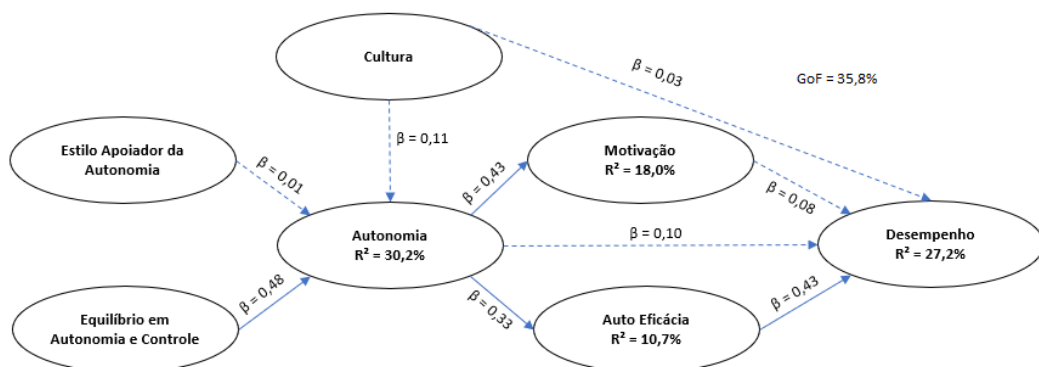 Cultura
β = 0,03
GoF = 35,8%
Estilo Apoiador da
Autonomia
β = 0,01
β = 0,11
β = 0,43
Motivação
R² = 18,0%
β = 0,08
Autonomia
R² = 30,2%
β = 0,10
Desempenho
R² = 27,2%
Equilíbrio em
Autonomia e Controle
β = 0,48
β = 0,33
Auto Eficácia
R² = 10,7%
β = 0,43